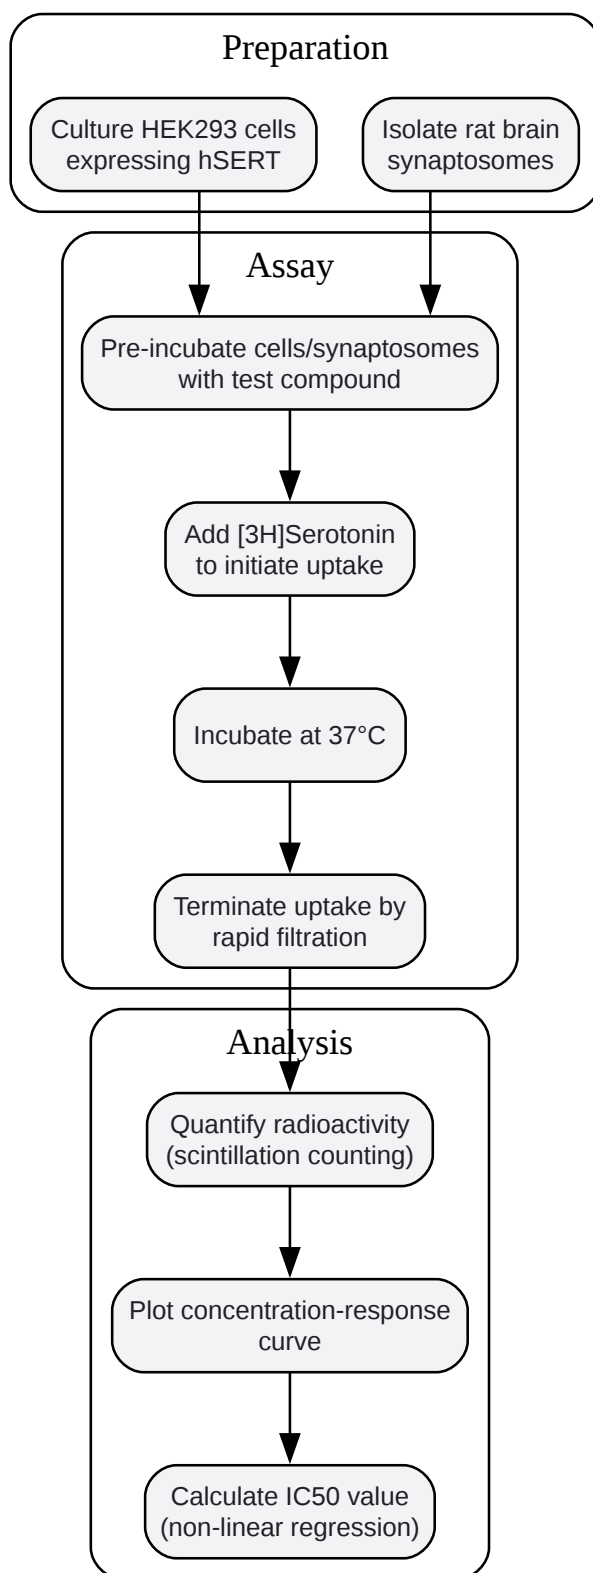 Preparation
Culture HEK293 cells
expressing hSERT
Isolate rat brain
synaptosomes
Assay
Pre-incubate cells/synaptosomes
with test compound
Add [3H]Serotonin
to initiate uptake
Incubate at 37°C
Terminate uptake by
rapid filtration
Analysis
Quantify radioactivity
(scintillation counting)
Plot concentration-response
curve
Calculate IC50 value
(non-linear regression)